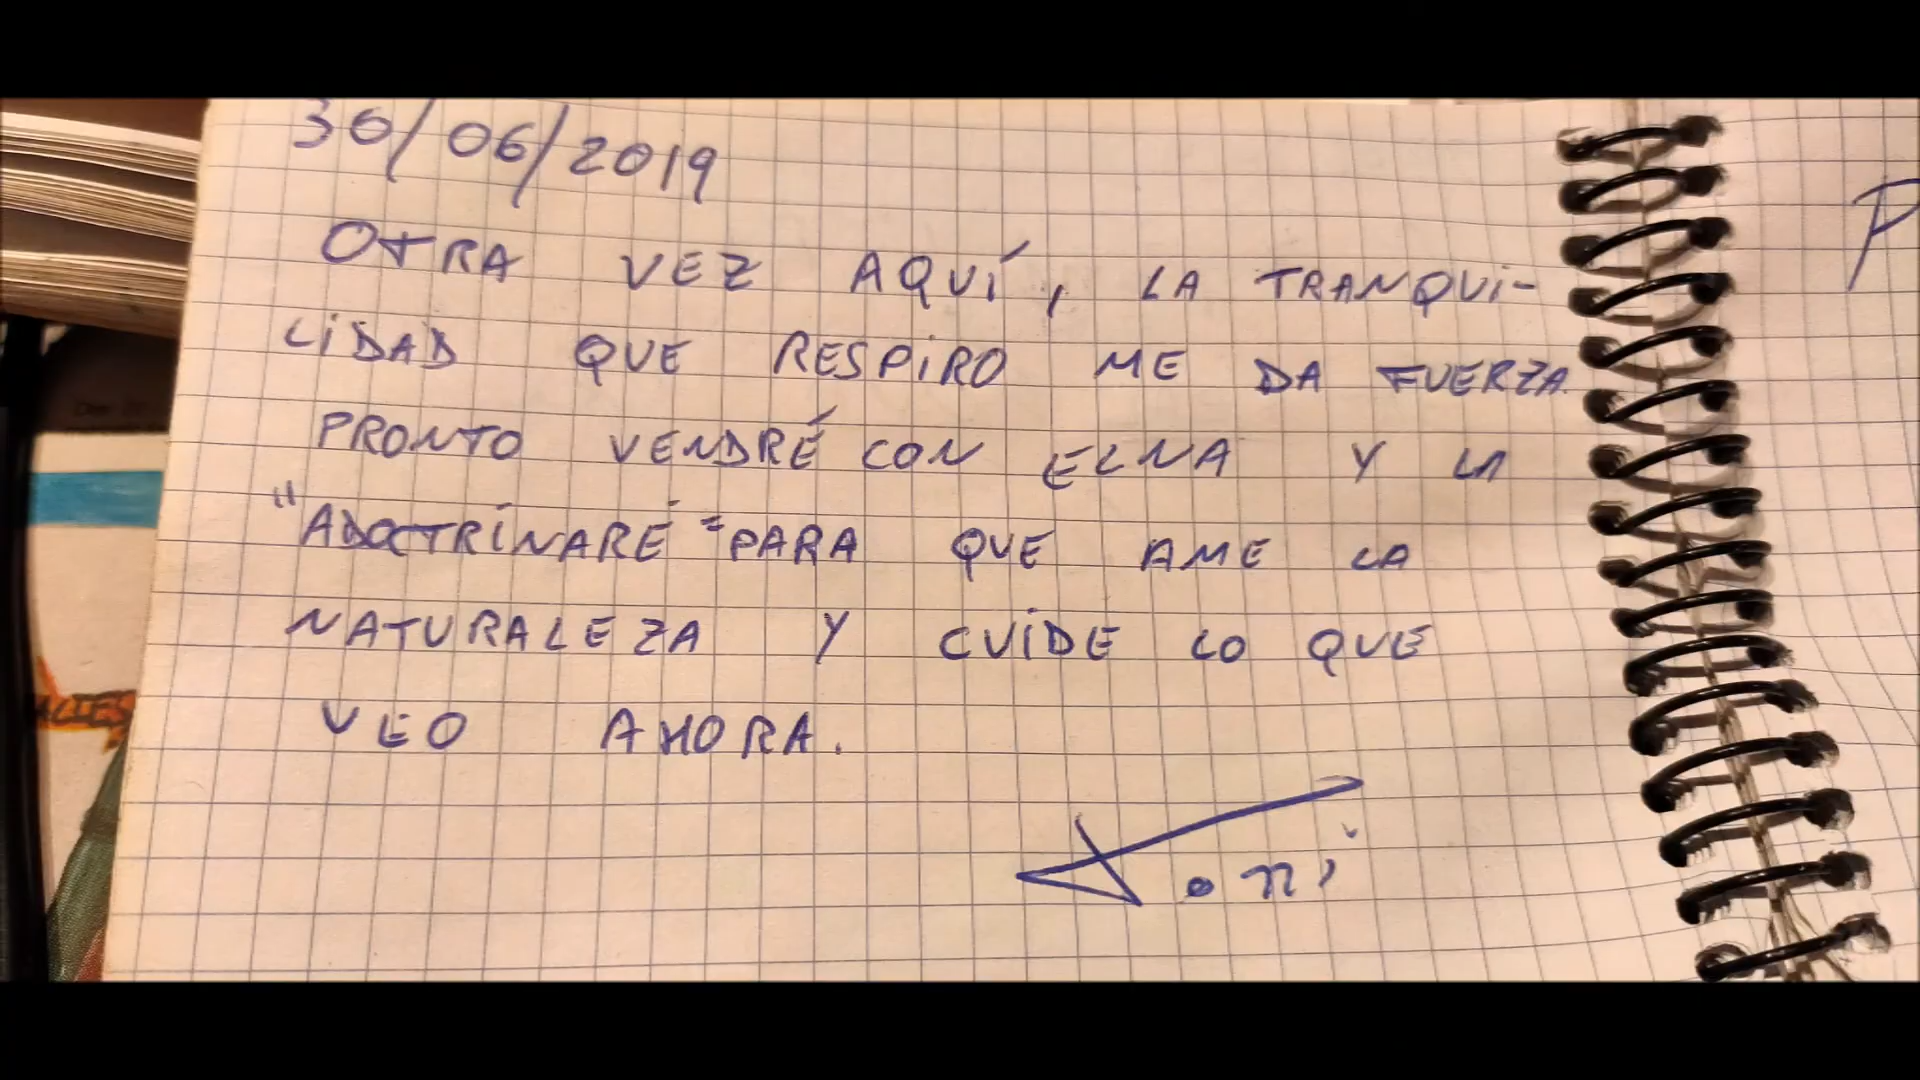 30/06/2019
OTRA VEZ AQUÍ, LA TRANQUI-
LIDAD QUE RESPIRO ME DA FUERZA.
PRONTO VENDRÉ CON ELNA Y LA
"ADOCTRINARÉ" PARA QUE AME LA
NATURALEZA Y CUIDE LO QUE
VEO AHORA.
Toni
P